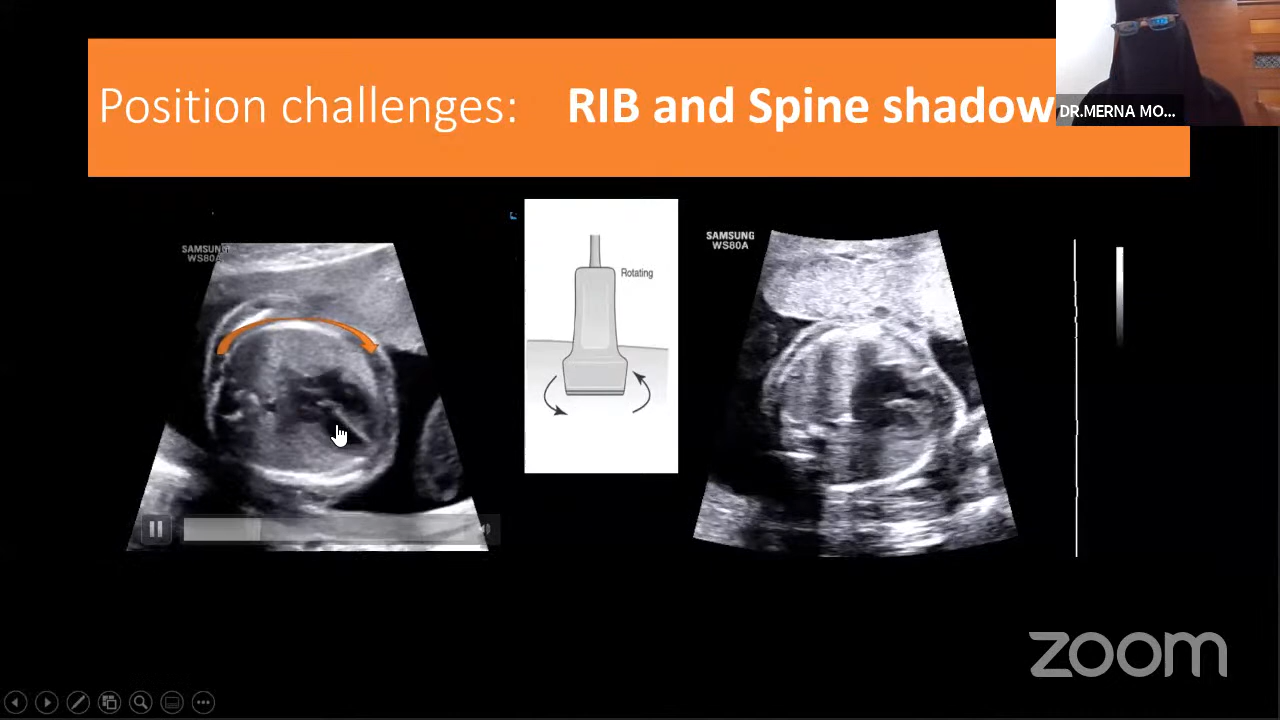 Position challenges: RIB and Spine shadow
DR.MERNA MO...
SAMSUNG
WS80A
Rotating
SAMSUNG
WS80A
zoom